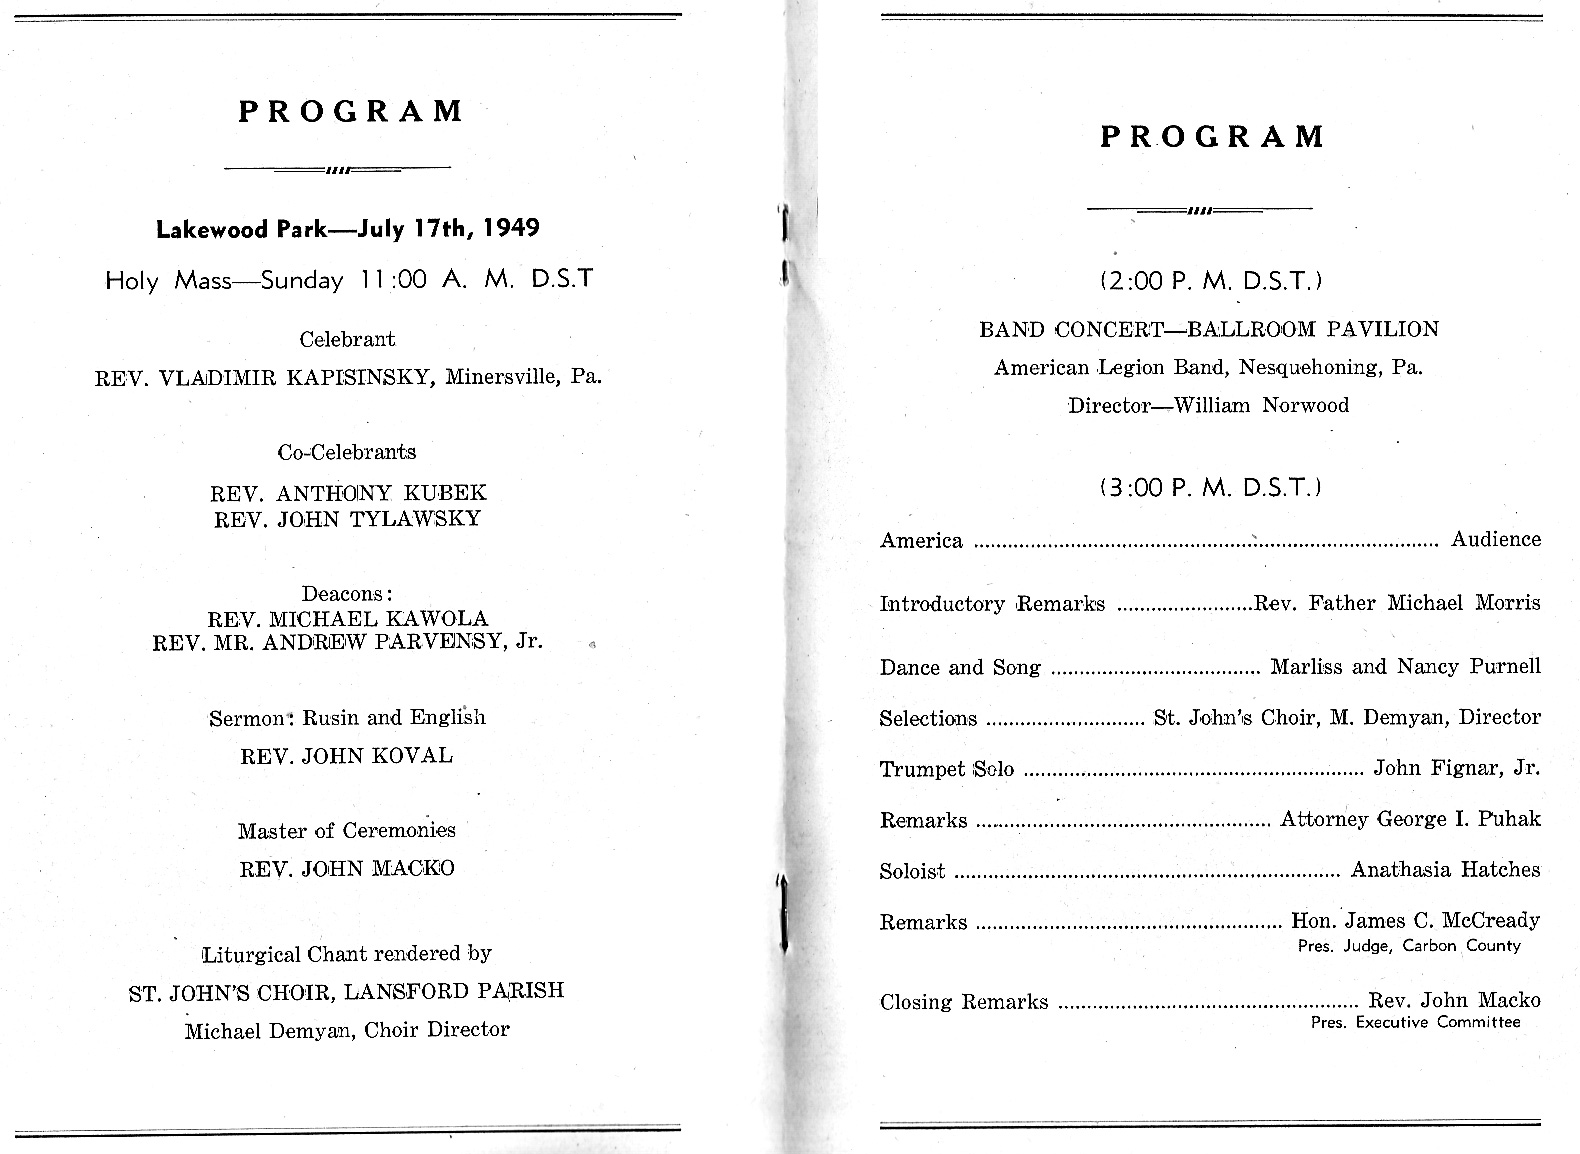 PROGRAM
Lakewood Park—July 17th, 1949
Holy Mass—Sunday 11:00 A. M. D.S.T
Celebrant
REV. VLADIMIR KAPISINSKY, Minersville, Pa.
Co-Celebrants
REV. ANTHONY KUBEK
REV. JOHN TYLAWSKY
Deacons:
REV. MICHAEL KAWOLA
REV. MR. ANDREW PARVENSY, Jr.
Sermon: Rusin and English
REV. JOHN KOVAL
Master of Ceremonies
REV. JOHN MACKO
Liturgical Chant rendered by
ST. JOHN'S CHOIR, LANSFORD PARISH
Michael Demyan, Choir Director
PROGRAM
(2:00 P. M. D.S.T.)
BAND CONCERT—BALLROOM PAVILION
American Legion Band, Nesquehoning, Pa.
Director—William Norwood
(3:00 P. M. D.S.T.)
America ........ Audience
Introductory Remarks ........ Rev. Father Michael Morris
Dance and Song ........ Marliss and Nancy Purnell
Selections ........ St. John's Choir, M. Demyan, Director
Trumpet Solo ........ John Fignar, Jr.
Remarks ........ Attorney George I. Puhak
Soloist ........ Anathasia Hatches
Remarks ........ Hon. James C. McCready
Pres. Judge, Carbon County
Closing Remarks ........ Rev. John Macko
Pres. Executive Committee